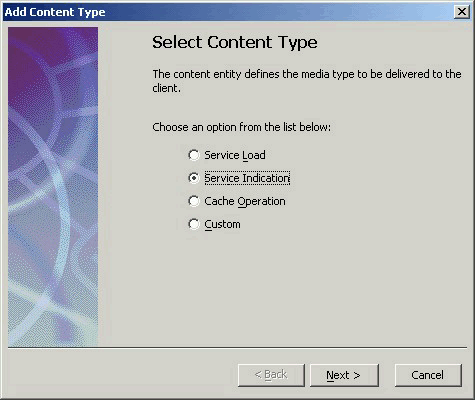 Add Content Type
Select Content Type
The content entity defines the media type to be delivered to the
client.
Choose an option from the list below:
Service Load
Service Indication
Cache Operation
Custom
< Back
Next >
Cancel